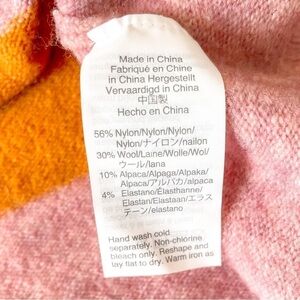 Made in China
Fabriqué en Chine
in China Hergestellt
Vervaardigd in China
中国製
Hecho en China
56% Nylon/Nylon/Nylon/
Nylon/ナイロン/nailon
30% Wool/Laine/Wolle/Wol/
ウール/lana
10% Alpaca/Alpaga/Alpaka/
Alpaca/アルパカ/alpaca
4% Elastano/Élasthanne/
Elastan/Elastaan/エラス
テーン/elastano
Hand wash cold
separately. Non-chlorine
bleach only. Reshape and
lay flat to dry. Warm iron as